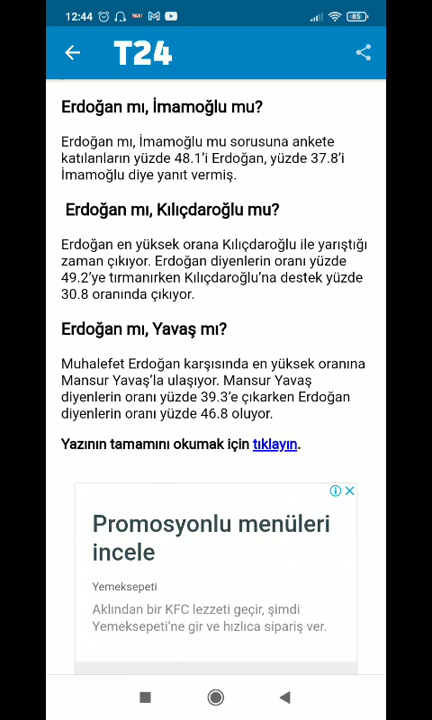 12:44
85
T24
Erdoğan mı, İmamoğlu mu?
Erdoğan mı, İmamoğlu mu sorusuna ankete
katılanların yüzde 48.1'i Erdoğan, yüzde 37.8'i
İmamoğlu diye yanıt vermiş.
Erdoğan mı, Kılıçdaroğlu mu?
Erdoğan en yüksek orana Kılıçdaroğlu ile yarıştığı
zaman çıkıyor. Erdoğan diyenlerin oranı yüzde
49.2'ye tırmanırken Kılıçdaroğlu'na destek yüzde
30.8 oranında çıkıyor.
Erdoğan mı, Yavaş mı?
Muhalefet Erdoğan karşısında en yüksek oranına
Mansur Yavaş'la ulaşıyor. Mansur Yavaş
diyenlerin oranı yüzde 39.3'e çıkarken Erdoğan
diyenlerin oranı yüzde 46.8 oluyor.
Yazının tamamını okumak için tıklayın.
Promosyonlu menüleri
incele
Yemeksepeti
Aklından bir KFC lezzeti geçir, şimdi
Yemeksepeti'ne gir ve hızlıca sipariş ver.